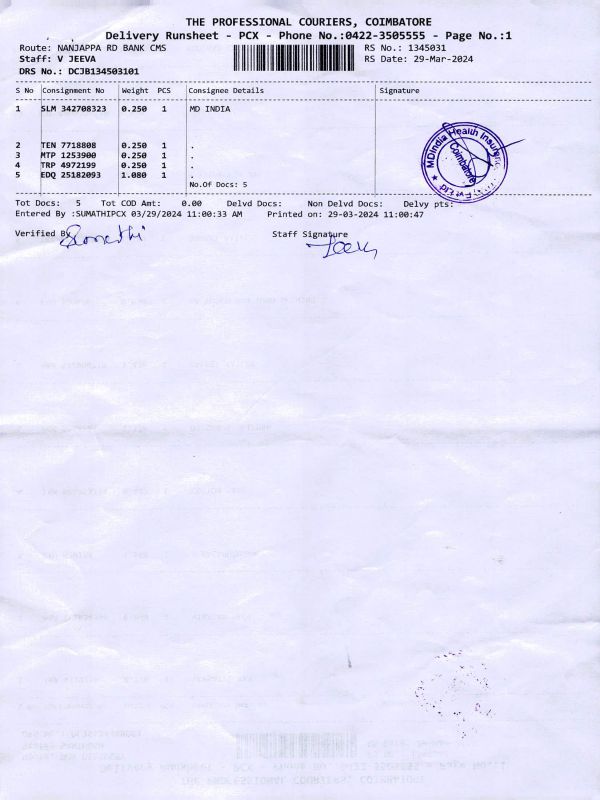 THE PROFESSIONAL COURIERS, COIMBATORE
Delivery Runsheet - PCX - Phone No.:0422-3505555 - Page No.:1
Route: NANJAPPA RD BANK CMS RS No.: 1345031
Staff: V JEEVA RS Date: 29-Mar-2024
DRS No.: DCJB134503101
S No Consignment No Weight PCS Consignee Details Signature
1 SLM 342708323 0.250 1 MD INDIA
2 TEN 7718808 0.250 1 .
3 MTP 1253900 0.250 1 .
4 TRP 4972199 0.250 1 .
5 EDQ 25182093 1.080 1 .
No.Of Docs: 5
MDIndia Health Insurance
Coimbatore
Pvt Ltd
Tot Docs: 5 Tot COD Amt: 0.00 Delvd Docs: Non Delvd Docs: Delvy pts:
Entered By :SUMATHIPCX 03/29/2024 11:00:33 AM Printed on: 29-03-2024 11:00:47
Verified By Staff Signature